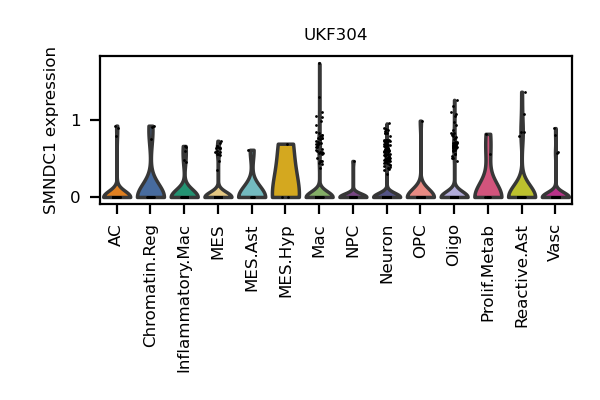 UKF304
SMNDC1 expression
1
0
AC
Chromatin.Reg
Inflammatory.Mac
MES
MES.Ast
MES.Hyp
Mac
NPC
Neuron
OPC
Oligo
Prolif.Metab
Reactive.Ast
Vasc